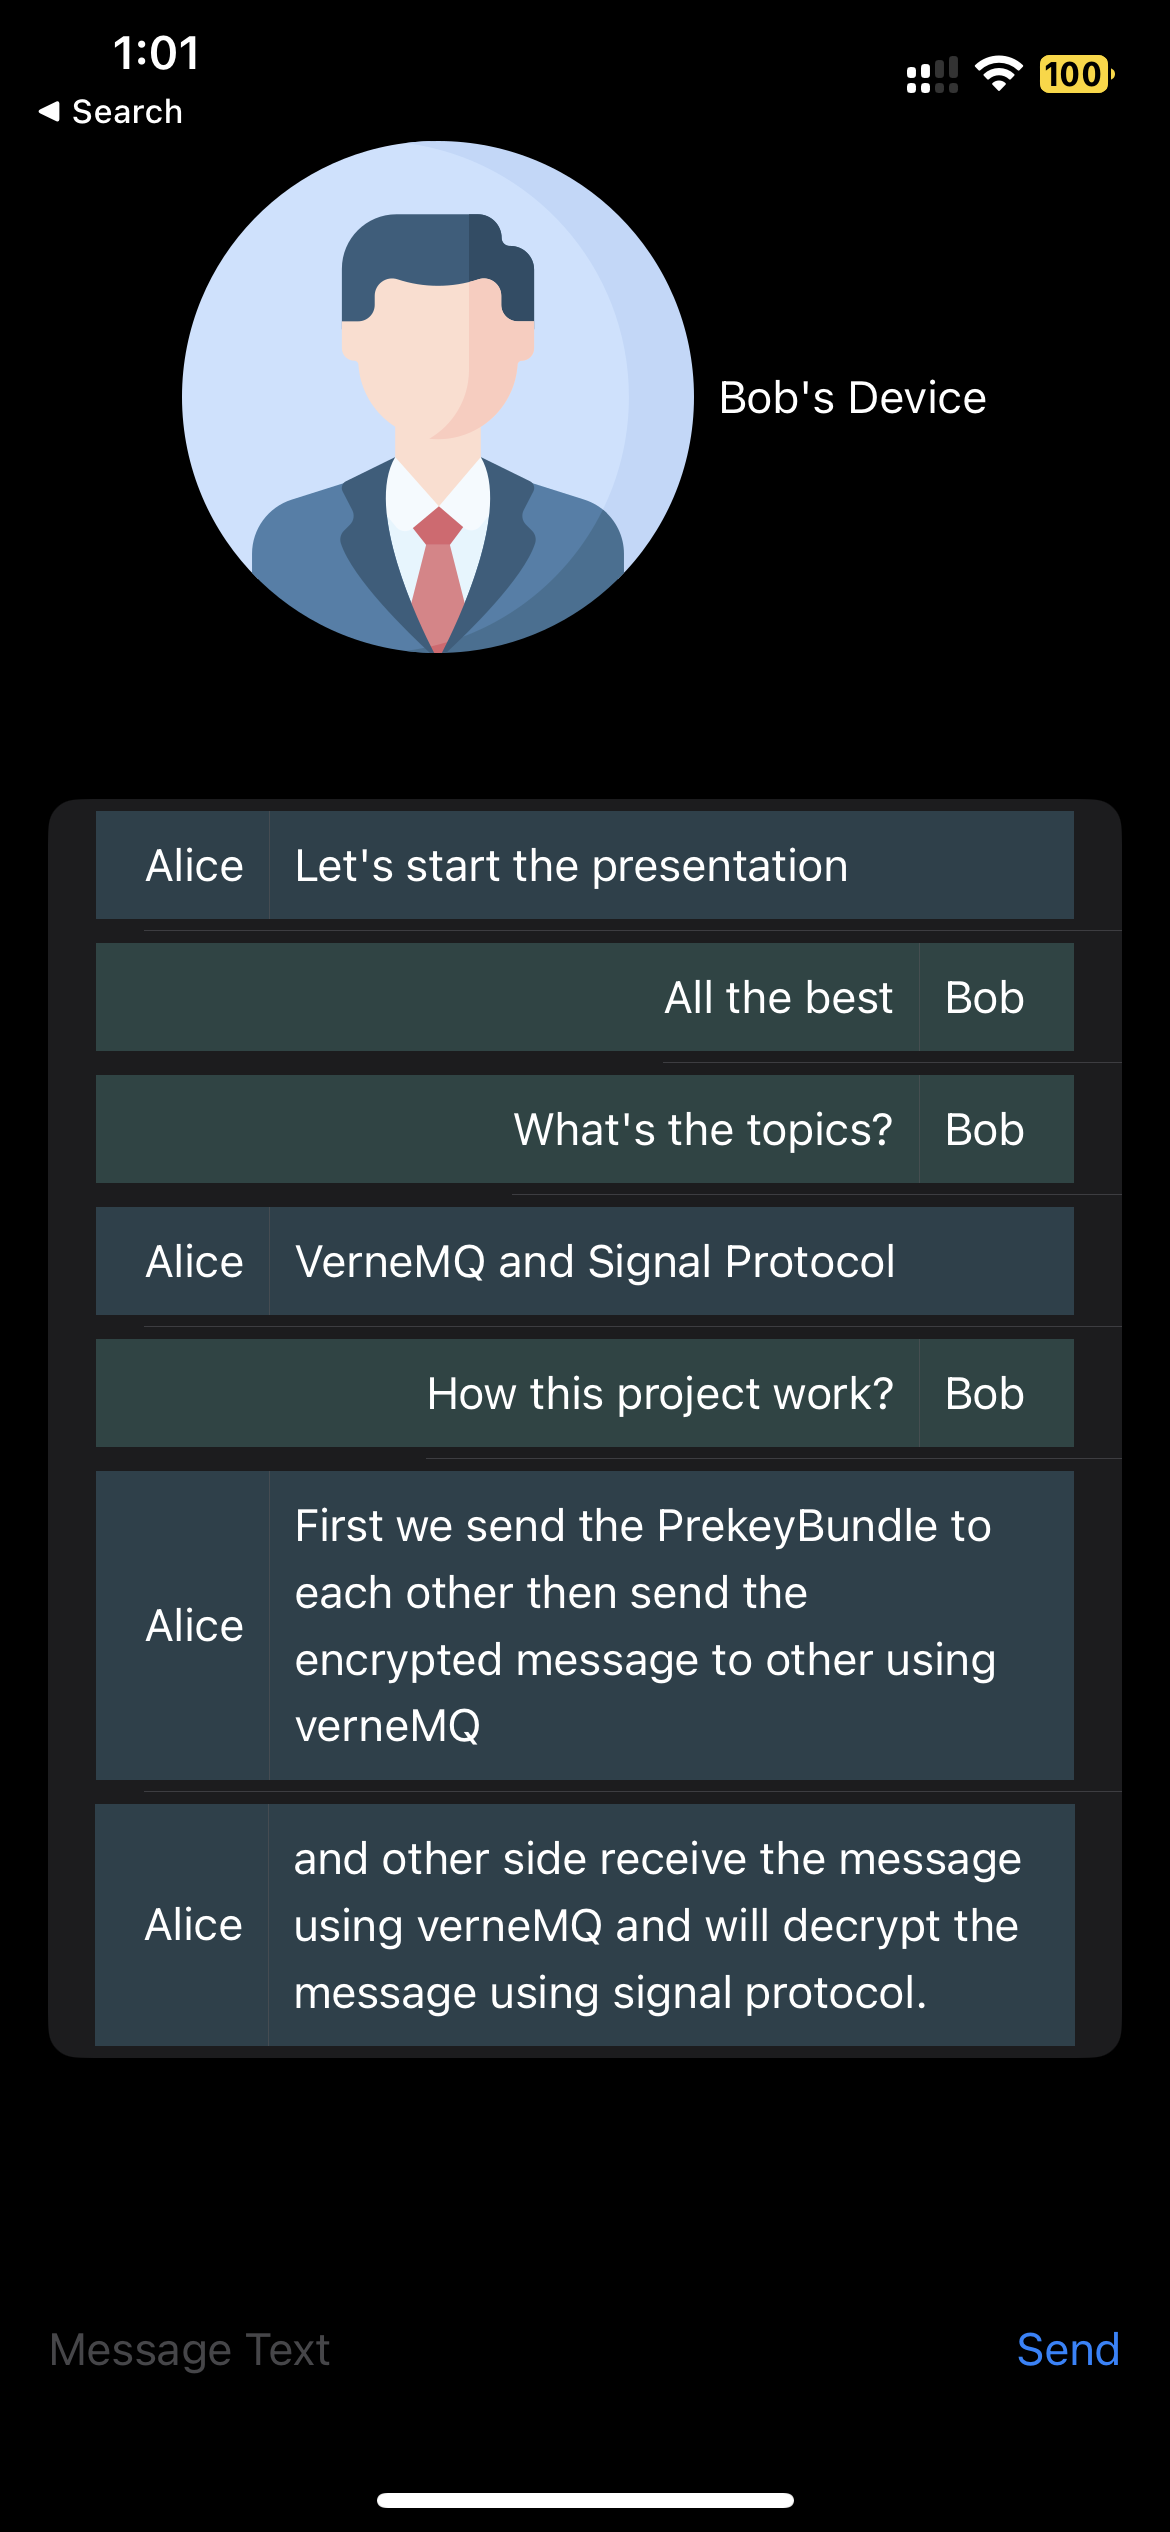 1:01
100
Search
Bob's Device
Alice
Let's start the presentation
All the best
Bob
What's the topics?
Bob
Alice
VerneMQ and Signal Protocol
How this project work?
Bob
Alice
First we send the PrekeyBundle to
each other then send the
encrypted message to other using
verneMQ
Alice
and other side receive the message
using verneMQ and will decrypt the
message using signal protocol.
Message Text
Send